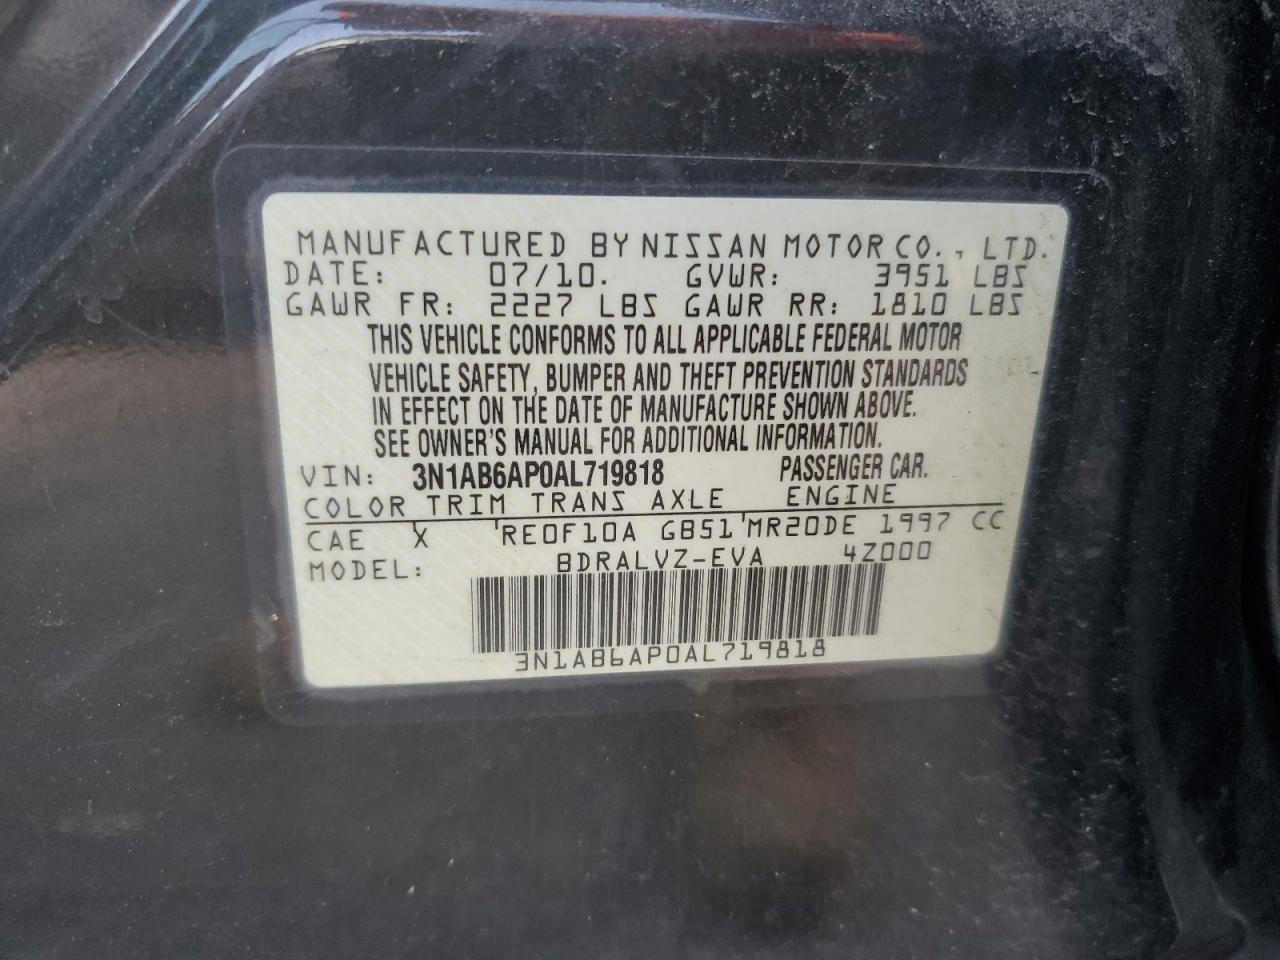 MANUFACTURED BY NISSAN MOTOR CO., LTD.
DATE: 07/10. GVWR: 3951 LBS
GAWR FR: 2227 LBS GAWR RR: 1810 LBS
THIS VEHICLE CONFORMS TO ALL APPLICABLE FEDERAL MOTOR
VEHICLE SAFETY, BUMPER AND THEFT PREVENTION STANDARDS
IN EFFECT ON THE DATE OF MANUFACTURE SHOWN ABOVE.
SEE OWNER'S MANUAL FOR ADDITIONAL INFORMATION.
VIN: 3N1AB6AP0AL719818 PASSENGER CAR.
COLOR TRIM TRANS AXLE ENGINE
CAE X RE0F10A GB51 MR20DE 1997 CC
MODEL: BDRALVZ-EVA 4Z000
3N1AB6AP0AL719818